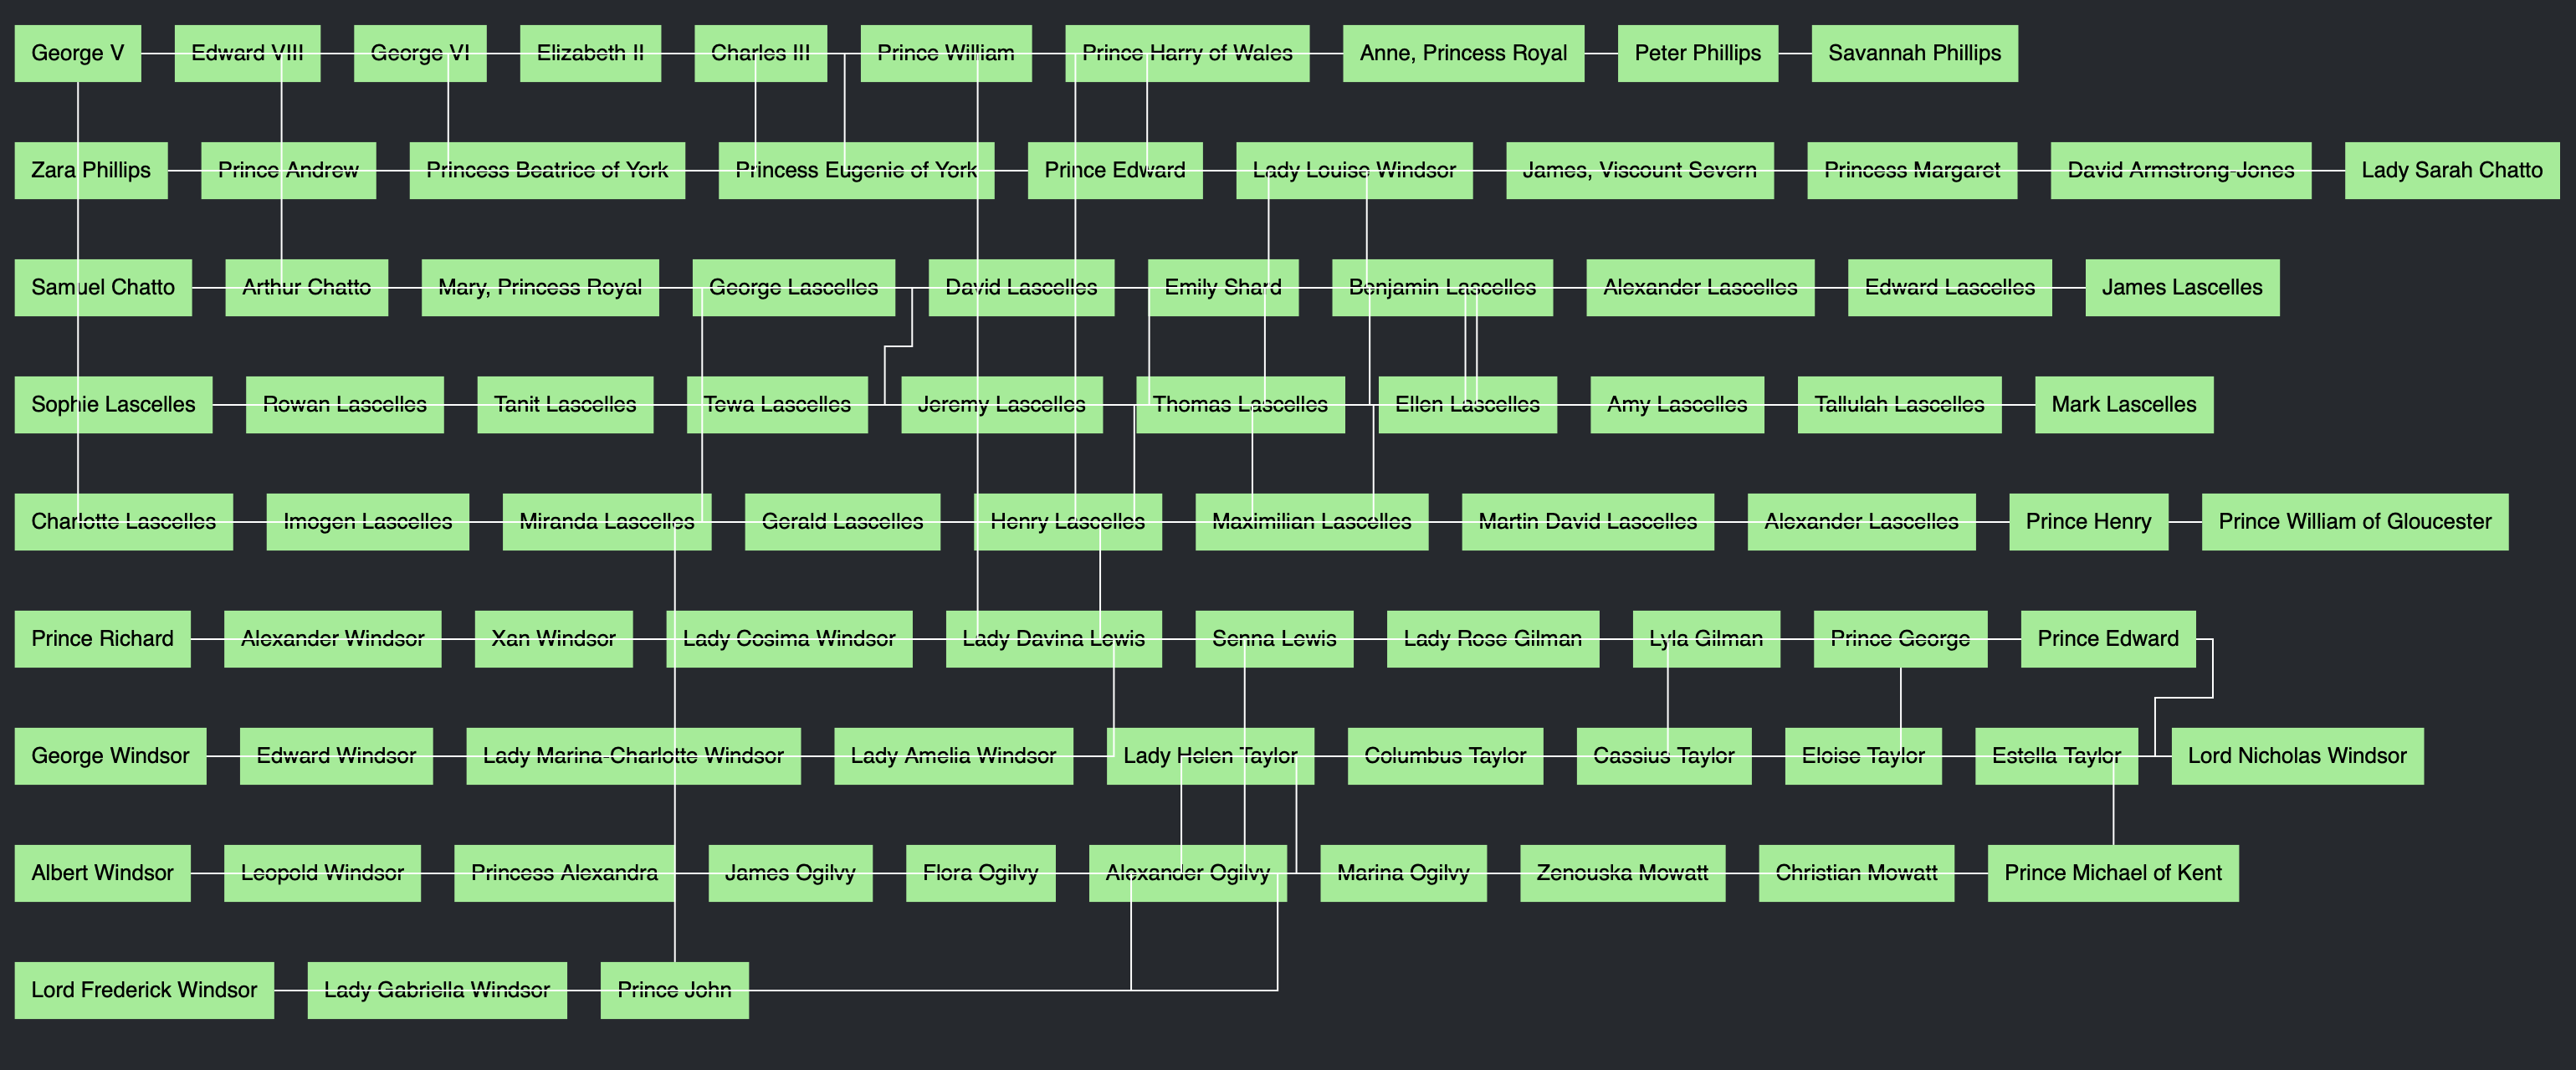 George V Edward VIII George VI Elizabeth II Charles III Prince William Prince Harry of Wales Anne, Princess Royal Peter Phillips Savannah Phillips
Zara Phillips Prince Andrew Princess Beatrice of York Princess Eugenie of York Prince Edward Lady Louise Windsor James, Viscount Severn Princess Margaret David Armstrong-Jones Lady Sarah Chatto
Samuel Chatto Arthur Chatto Mary, Princess Royal George Lascelles David Lascelles Emily Shard Benjamin Lascelles Alexander Lascelles Edward Lascelles James Lascelles
Sophie Lascelles Rowan Lascelles Tanit Lascelles Tewa Lascelles Jeremy Lascelles Thomas Lascelles Ellen Lascelles Amy Lascelles Tallulah Lascelles Mark Lascelles
Charlotte Lascelles Imogen Lascelles Miranda Lascelles Gerald Lascelles Henry Lascelles Maximilian Lascelles Martin David Lascelles Alexander Lascelles Prince Henry Prince William of Gloucester
Prince Richard Alexander Windsor Xan Windsor Lady Cosima Windsor Lady Davina Lewis Senna Lewis Lady Rose Gilman Lyla Gilman Prince George Prince Edward
George Windsor Edward Windsor Lady Marina-Charlotte Windsor Lady Amelia Windsor Lady Helen Taylor Columbus Taylor Cassius Taylor Eloise Taylor Estella Taylor Lord Nicholas Windsor
Albert Windsor Leopold Windsor Princess Alexandra James Ogilvy Flora Ogilvy Alexander Ogilvy Marina Ogilvy Zenouska Mowatt Christian Mowatt Prince Michael of Kent
Lord Frederick Windsor Lady Gabriella Windsor Prince John